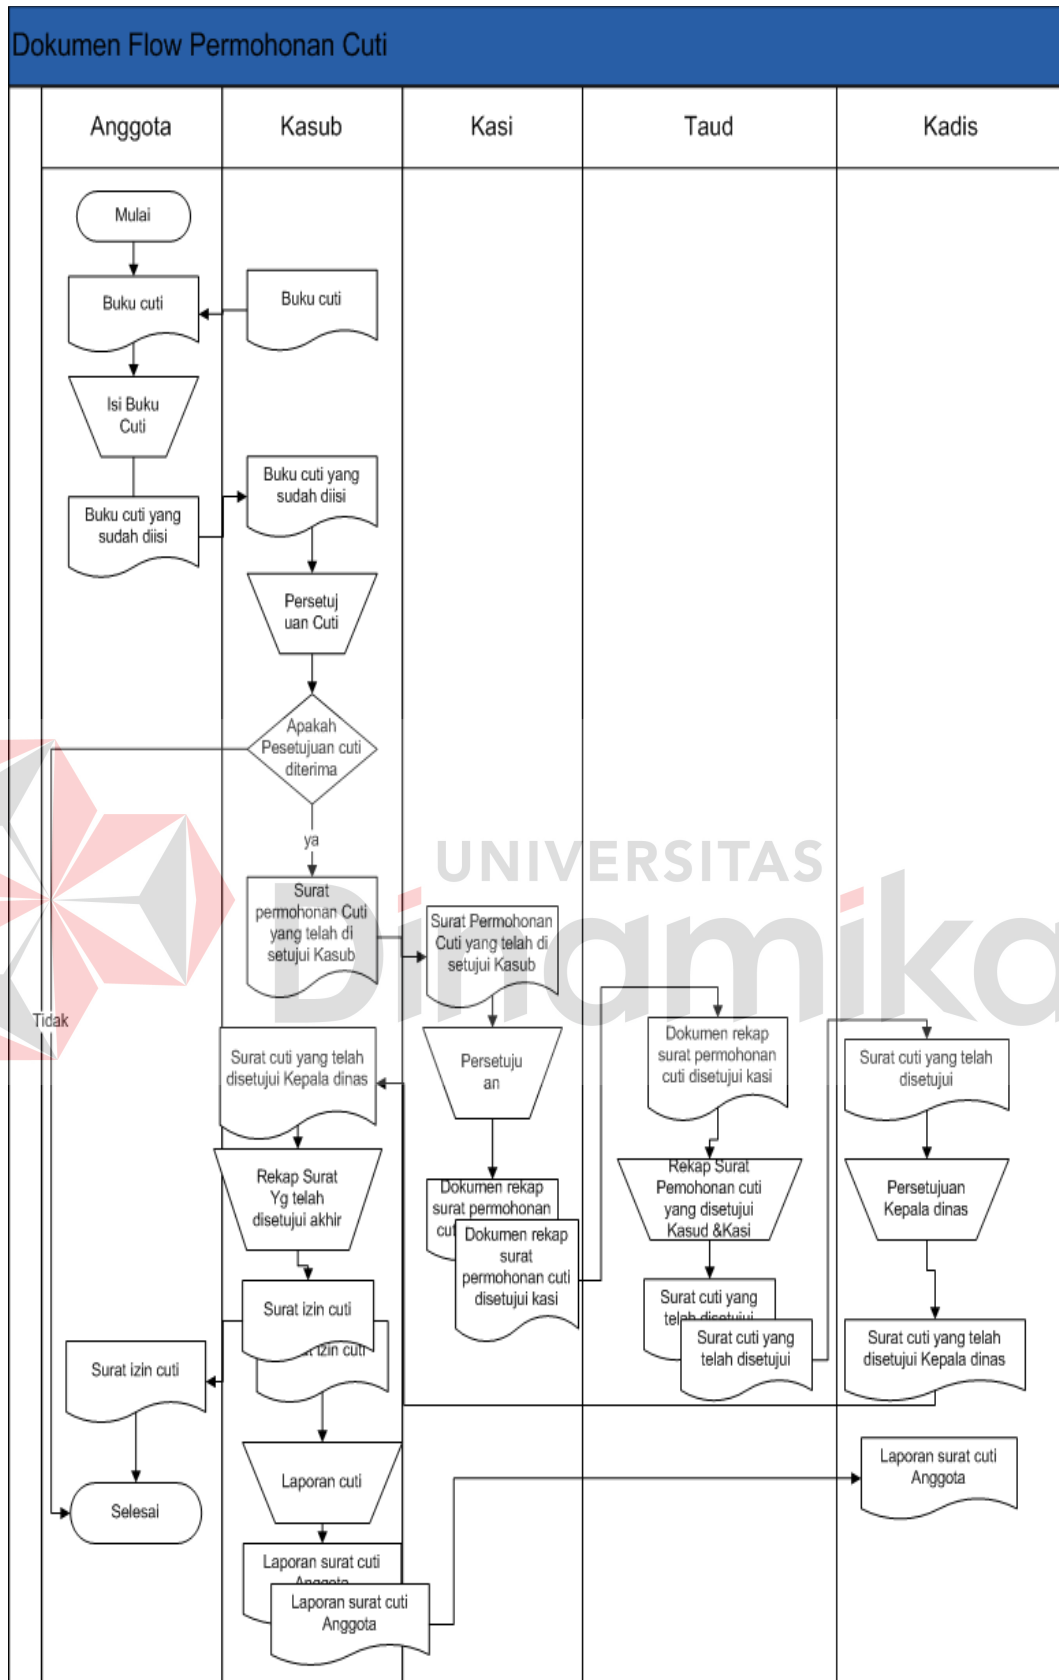 Dokumen Flow Permohonan Cuti
Anggota
Kasub
Kasi
Taud
Kadis
Mulai
Buku cuti
Buku cuti
Isi Buku
Cuti
Buku cuti yang
sudah diisi
Buku cuti yang
sudah diisi
Persetuj
uan Cuti
Apakah
Pesetujuan cuti
diterima
ya
Tidak
UNIVERSITAS
Dinamika
Surat
permohonan Cuti
yang telah di
setujui Kasub
Surat Permohonan
Cuti yang telah di
setujui Kasub
Surat cuti yang telah
disetujui Kepala dinas
Persetuju
an
Dokumen rekap
surat permohonan
cuti disetujui kasi
Surat cuti yang telah
disetujui
Rekap Surat
Yg telah
disetujui akhir
Dokumen rekap
surat permohonan
cut
Dokumen rekap
surat
permohonan cuti
disetujui kasi
Rekap Surat
Pemohonan cuti
yang disetujui
Kasud &Kasi
Persetujuan
Kepala dinas
Surat izin cuti
izin cuti
Surat izin cuti
Surat cuti yang
telah disetujui
Surat cuti yang
telah disetujui
Surat cuti yang telah
disetujui Kepala dinas
Laporan cuti
Laporan surat cuti
Anggota
Selesai
Laporan surat cuti
Anggota
Laporan surat cuti
Anggota